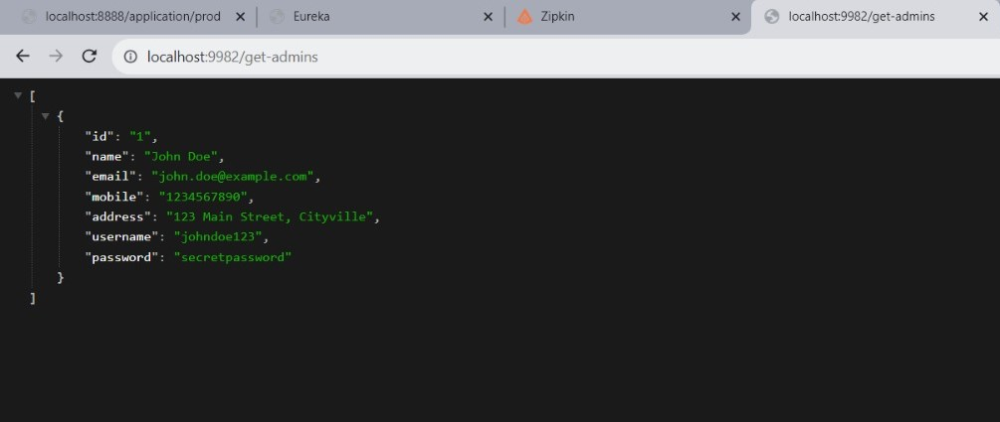 localhost:8888/application/prod
Eureka
Zipkin
localhost:9982/get-admins
localhost:9982/get-admins
[
{
"id": "1",
"name": "John Doe",
"email": "john.doe@example.com",
"mobile": "1234567890",
"address": "123 Main Street, Cityville",
"username": "johndoe123",
"password": "secretpassword"
}
]